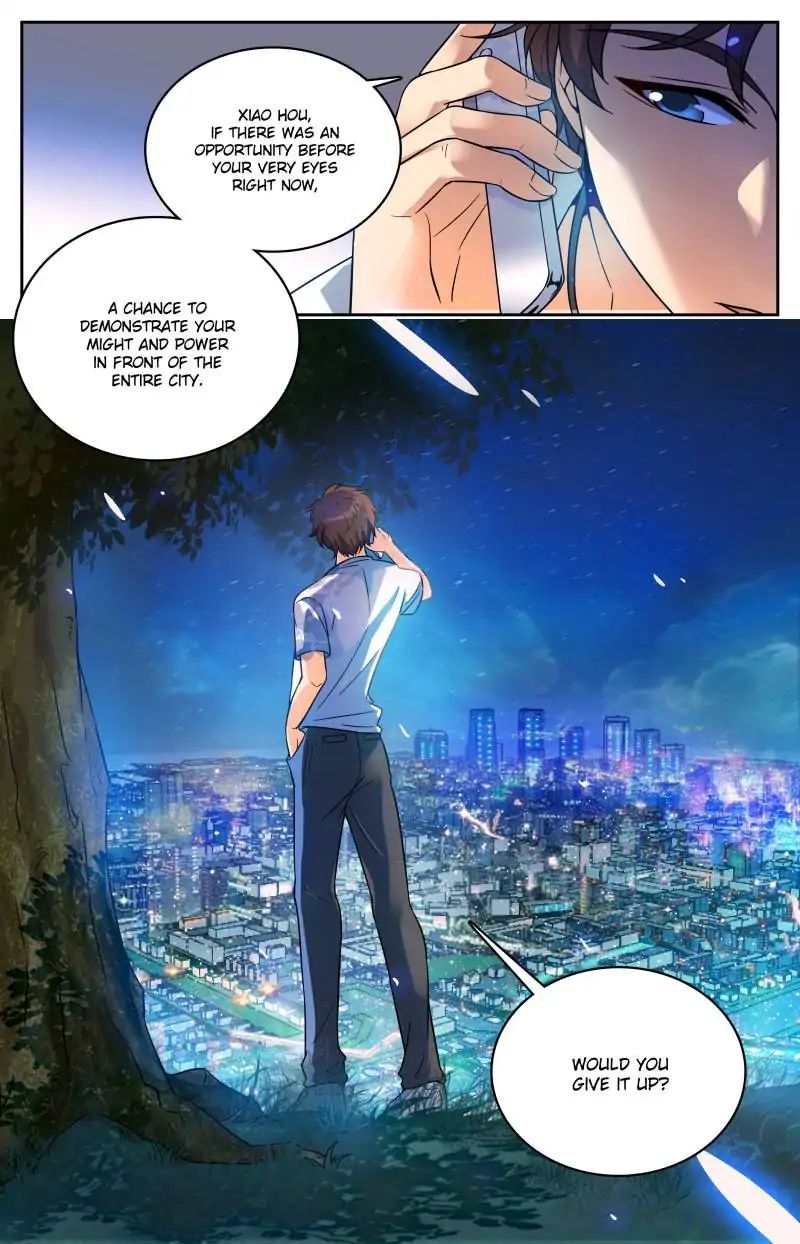 XIAO HOU,
IF THERE WAS AN
OPPORTUNITY BEFORE
YOUR VERY EYES
RIGHT NOW,
A CHANCE TO
DEMONSTRATE YOUR
MIGHT AND POWER
IN FRONT OF THE
ENTIRE CITY.
WOULD YOU
GIVE IT UP?